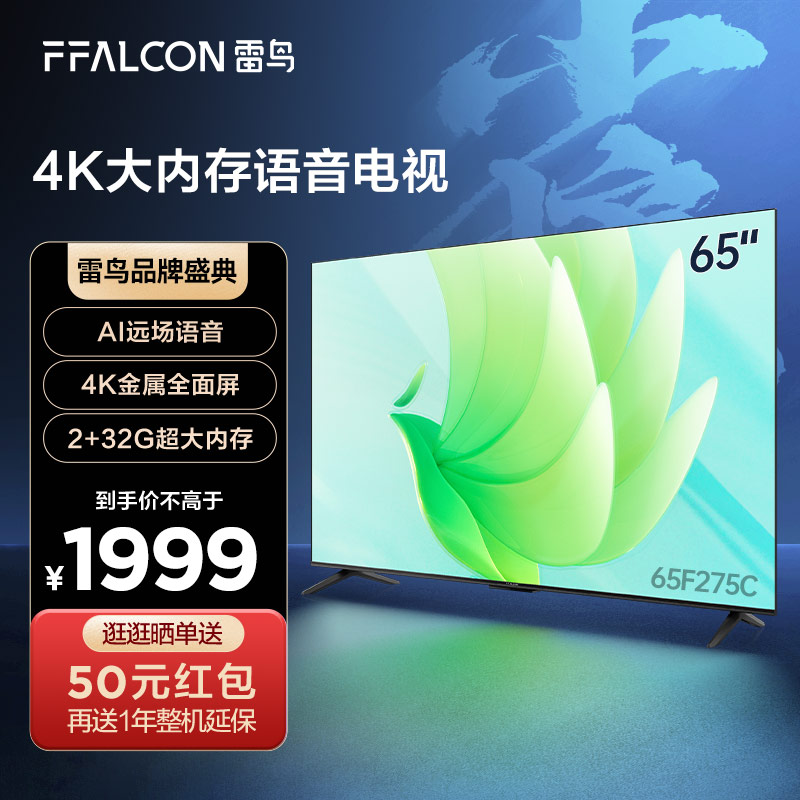 FFALCON 雷鸟
4K大内存语音电视
雷鸟品牌盛典
AI远场语音
4K金属全面屏
2+32G超大内存
到手价不高于
¥1999
逛逛晒单送
50元红包
再送1年整机延保
65"
65F275C